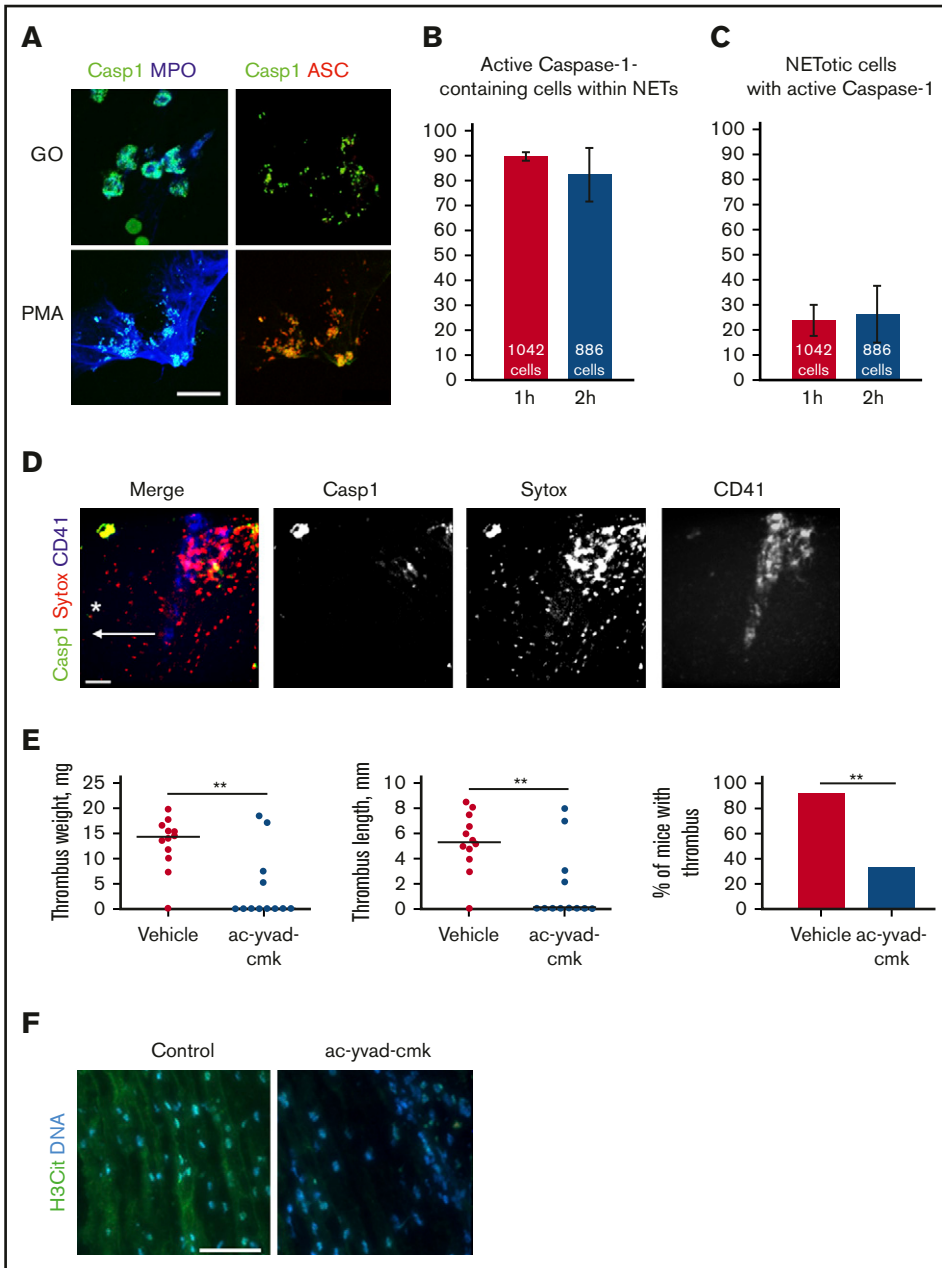 A
Casp1 MPO
Casp1 ASC
GO
PMA
B
Active Caspase-1-
containing cells within NETs
100
90
80
70
60
50
40
30
20
10
0
1042
cells
886
cells
1h
2h
C
NETotic cells
with active Caspase-1
100
90
80
70
60
50
40
30
20
10
0
1042
cells
886
cells
1h
2h
D
Merge
Casp1
Sytox
CD41
Casp1 Sytox CD41
*
E
Thrombus weight, mg
25
20
15
10
5
0
**
Vehicle
ac-yvad-
cmk
Thrombus length, mm
10
8
6
4
2
0
**
Vehicle
ac-yvad-
cmk
% of mice with
thrombus
100
80
60
40
20
0
**
Vehicle
ac-yvad-
cmk
F
Control
ac-yvad-cmk
H3Cit DNA